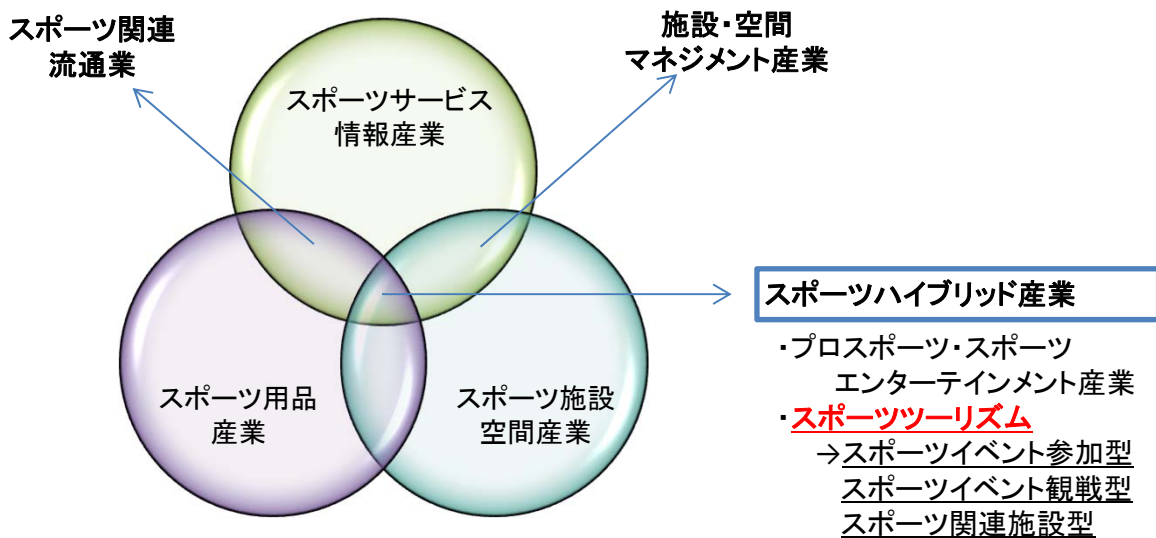 スポーツ関連
流通業
施設・空間
マネジメント産業
スポーツサービス
情報産業
スポーツ用品
産業
スポーツ施設
空間産業
スポーツハイブリッド産業
・プロスポーツ・スポーツ
エンターテインメント産業
・スポーツツーリズム
→スポーツイベント参加型
スポーツイベント観戦型
スポーツ関連施設型